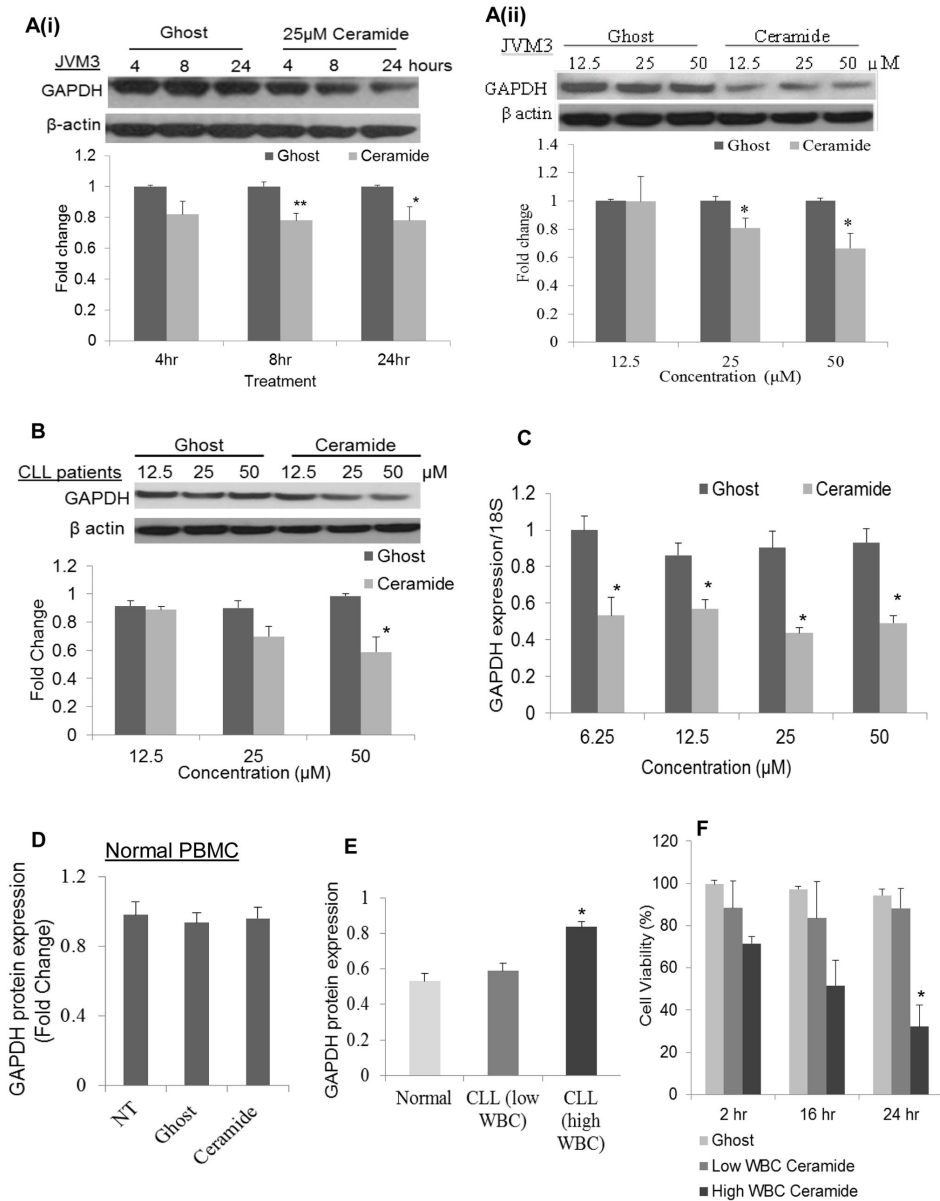 A(i)
Ghost 25μM Ceramide
JVM3 4 8 24 4 8 24 hours
GAPDH
β-actin
Ghost Ceramide
1.2
1
0.8
0.6
0.4
0.2
0
Fold change
** *
4hr 8hr 24hr
Treatment
A(ii)
Ghost Ceramide
JVM3 12.5 25 50 12.5 25 50 μ M
GAPDH
β actin
Ghost Ceramide
1.4
1.2
1
0.8
0.6
0.4
0.2
0
Fold change
* *
12.5 25 50
Concentration (μM)
B
Ghost Ceramide
CLL patients 12.5 25 50 12.5 25 50 μM
GAPDH
β actin
Ghost
Ceramide
1.2
1
0.8
0.6
0.4
0.2
0
Fold Change
*
12.5 25 50
Concentration (μM)
C
Ghost Ceramide
1.2
1
0.8
0.6
0.4
0.2
0
GAPDH expression/18S
* * * *
6.25 12.5 25 50
Concentration (μM)
D
Normal PBMC
1.2
0.9
0.6
0.3
0
GAPDH protein expression
(Fold Change)
NT Ghost Ceramide
E
1
0.8
0.6
0.4
0.2
0
GAPDH protein expression
*
Normal CLL (low WBC) CLL (high WBC)
F
120
100
80
60
40
20
0
Cell Viability (%)
*
2 hr 16 hr 24 hr
Ghost
Low WBC Ceramide
High WBC Ceramide